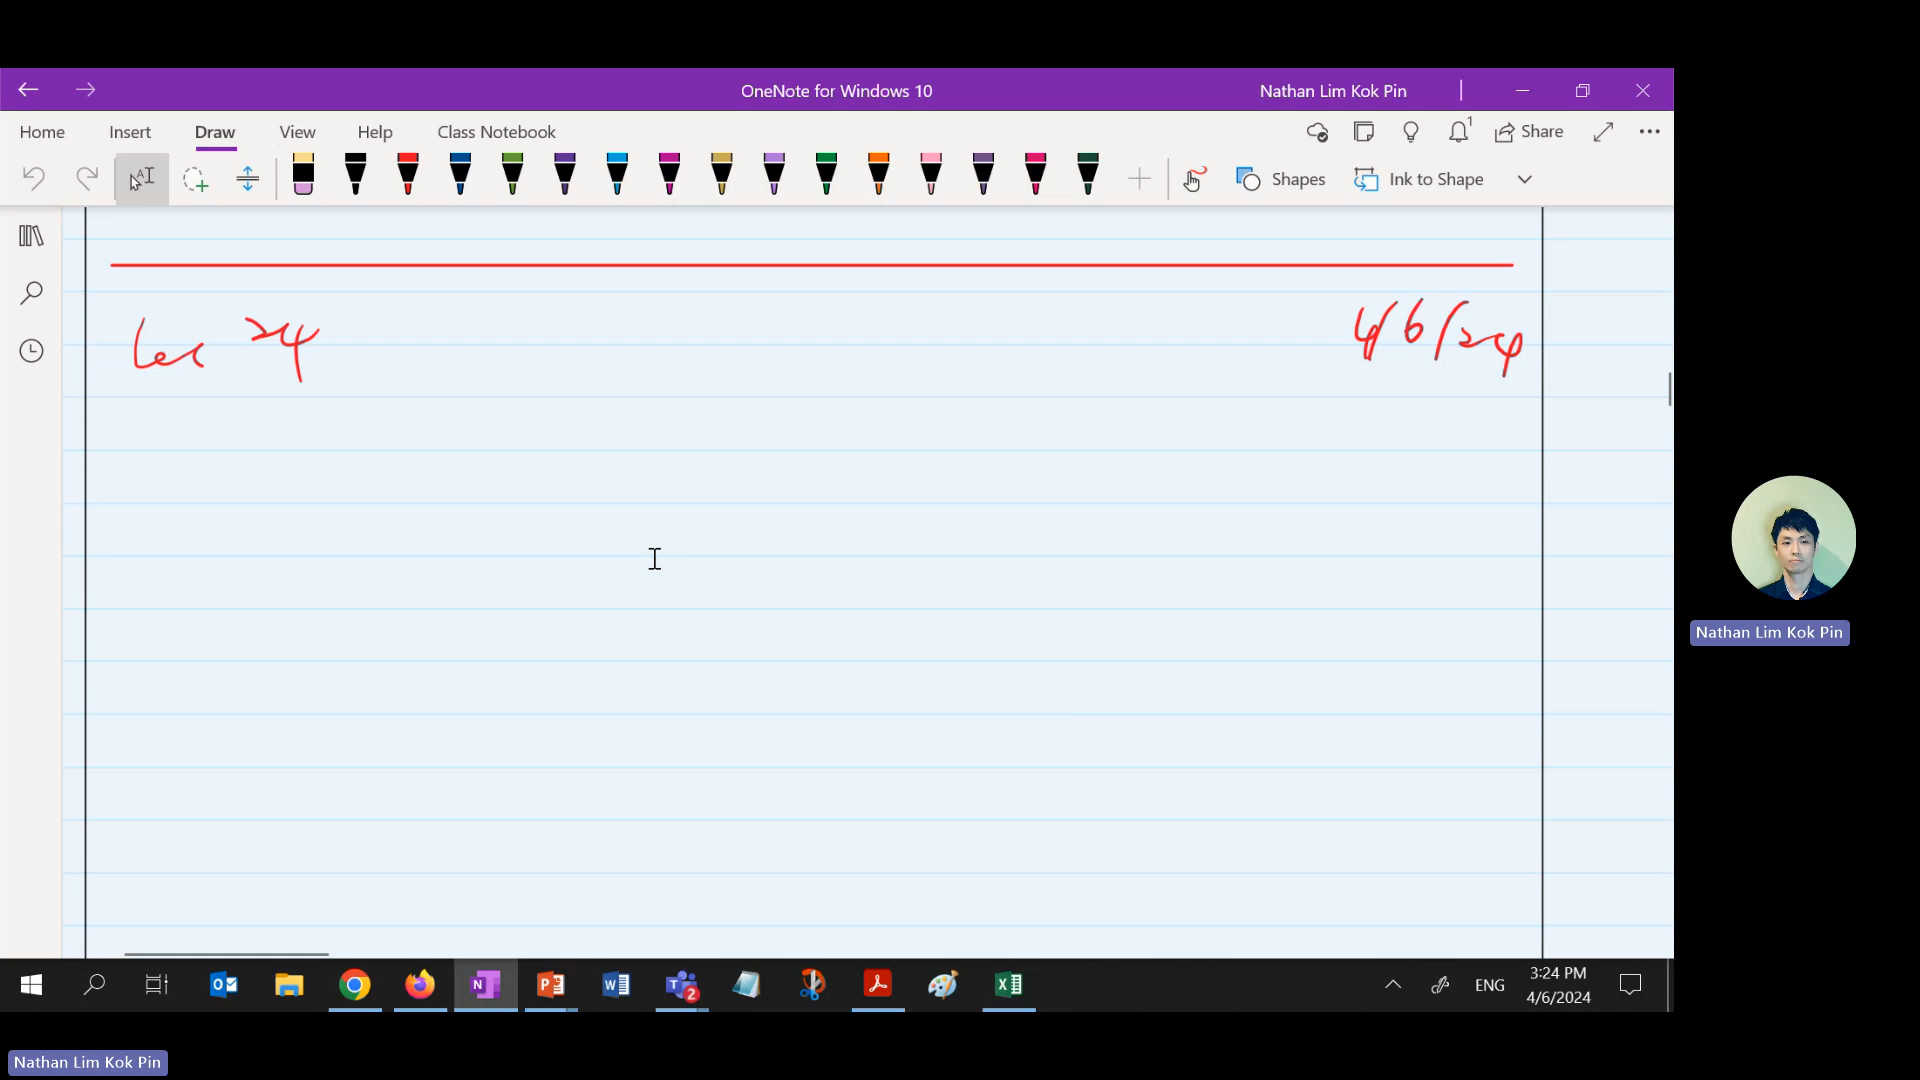 OneNote for Windows 10 Nathan Lim Kok Pin
Home Insert Draw View Help Class Notebook 1 Share
Shapes Ink to Shape
Lec 24 4/6/24
Nathan Lim Kok Pin
ENG 3:24 PM
4/6/2024
2
Nathan Lim Kok Pin